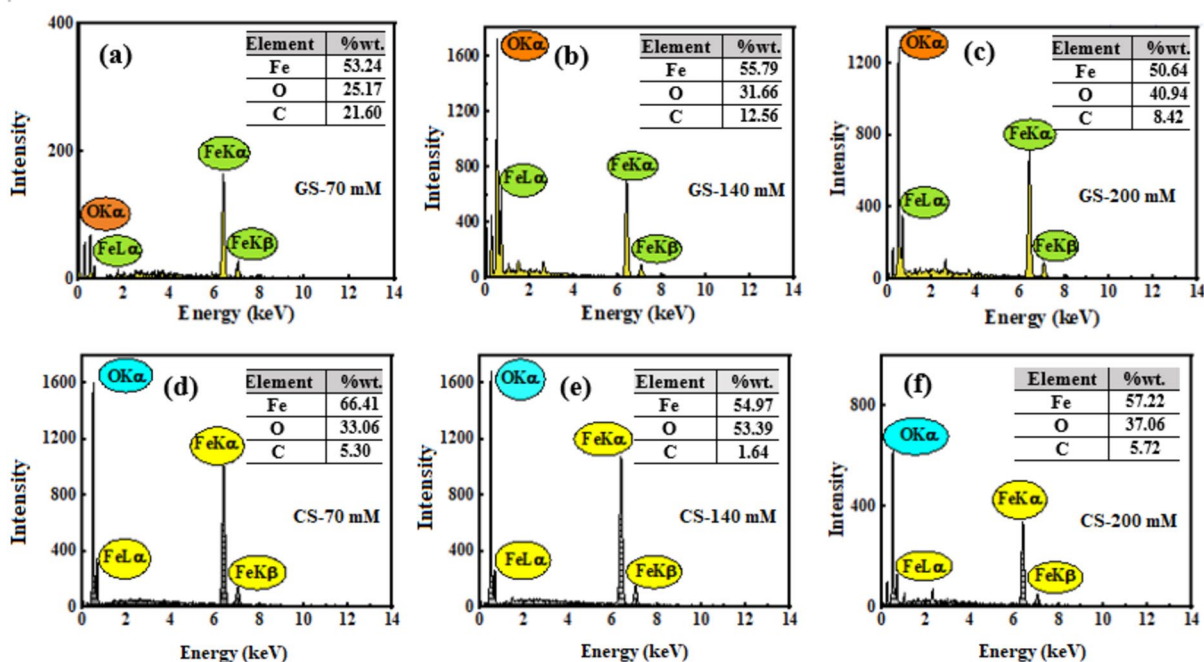 (a)
Element %wt.
Fe 53.24
O 25.17
C 21.60
400
200
0
Intensity
OKα
FeLα
FeKα
FeKβ
GS-70 mM
0 2 4 6 8 10 12 14
Energy (keV)
(b)
Element %wt.
Fe 55.79
O 31.66
C 12.56
1600
1200
800
400
0
Intensity
OKα
FeLα
FeKα
FeKβ
GS-140 mM
0 2 4 6 8 10 12 14
Energy (keV)
(c)
Element %wt.
Fe 50.64
O 40.94
C 8.42
1200
800
400
0
Intensity
OKα
FeLα
FeKα
FeKβ
GS-200 mM
0 2 4 6 8 10 12 14
Energy (keV)
(d)
Element %wt.
Fe 66.41
O 33.06
C 5.30
1600
1200
800
400
0
Intensity
OKα
FeLα
FeKα
FeKβ
CS-70 mM
0 2 4 6 8 10 12 14
Energy (keV)
(e)
Element %wt.
Fe 54.97
O 53.39
C 1.64
1600
1200
800
400
0
Intensity
OKα
FeLα
FeKα
FeKβ
CS-140 mM
0 2 4 6 8 10 12 14
Energy (keV)
(f)
Element %wt.
Fe 57.22
O 37.06
C 5.72
800
400
0
Intensity
OKα
FeLα
FeKα
FeKβ
CS-200 mM
0 2 4 6 8 10 12 14
Energy (keV)